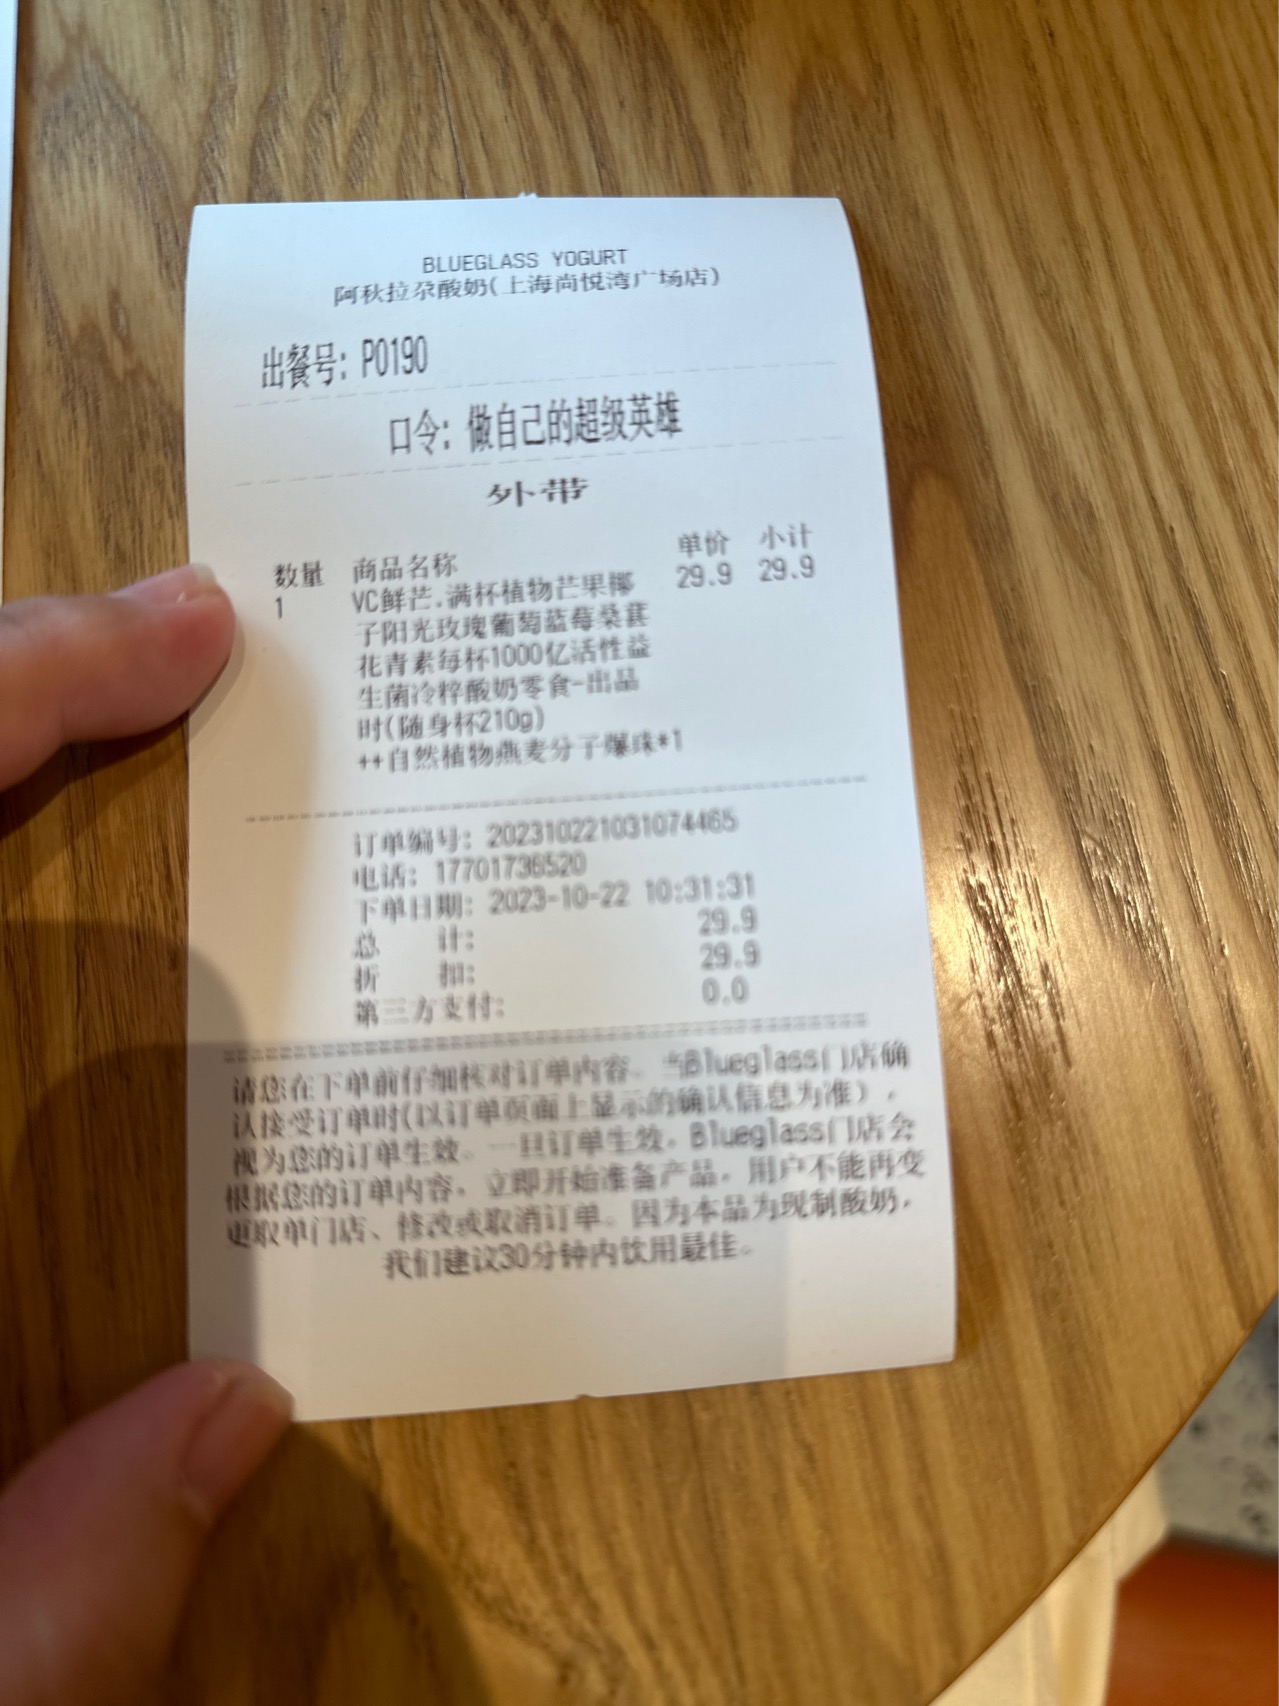 BLUEGLASS YOGURT
阿秋拉尕酸奶(上海尚悦湾广场店)
出餐号: P0190
口令: 做自己的超级英雄
外带
数量 商品名称 单价 小计
1 VC鲜芒.满杯植物芒果椰 29.9 29.9
子阳光玫瑰葡萄蓝莓桑葚
花青素每杯1000亿活性益
生菌冷榨酸奶零食-出品
时(随身杯210g)
++自然植物燕麦分子爆珠*1
订单编号: 202310221031074465
电话: 17701736520
下单日期: 2023-10-22 10:31:31
总 计: 29.9
折 扣: 29.9
第三方支付: 0.0
请您在下单前仔细核对订单内容。当Blueglass门店确
认接受订单时(以订单页面上显示的确认信息为准),
视为您的订单生效。一旦订单生效,Blueglass门店会
根据您的订单内容,立即开始准备产品,用户不能再变
更取单门店、修改或取消订单。因为本品为现制酸奶,
我们建议30分钟内饮用最佳。